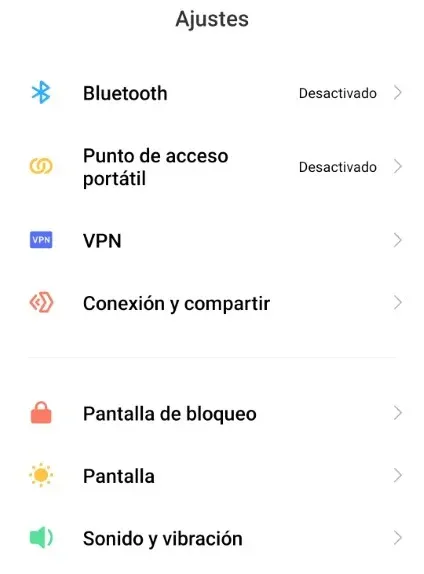 Ajustes
Bluetooth Desactivado
Punto de acceso
portátil Desactivado
VPN VPN
Conexión y compartir
Pantalla de bloqueo
Pantalla
Sonido y vibración